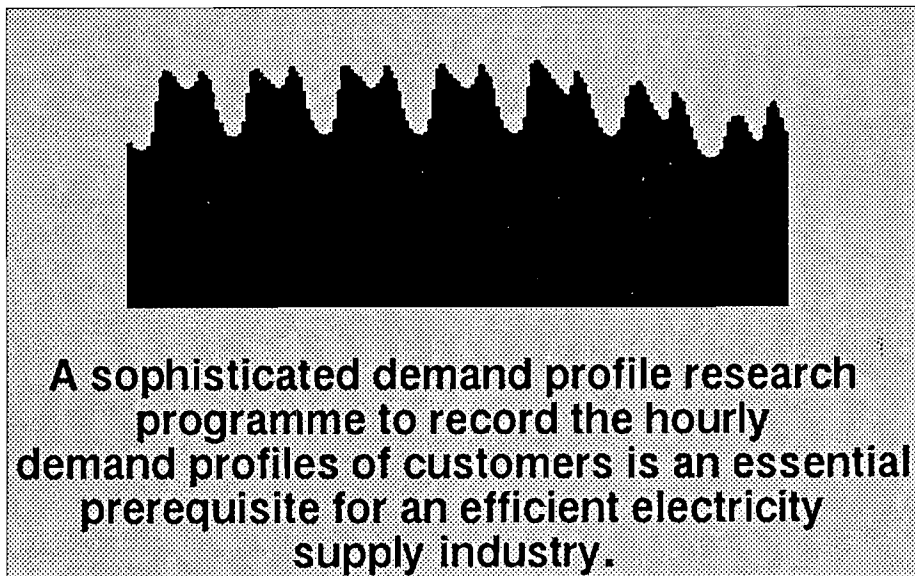 A sophisticated demand profile research
programme to record the hourly
demand profiles of customers is an essential
prerequisite for an efficient electricity
supply industry.